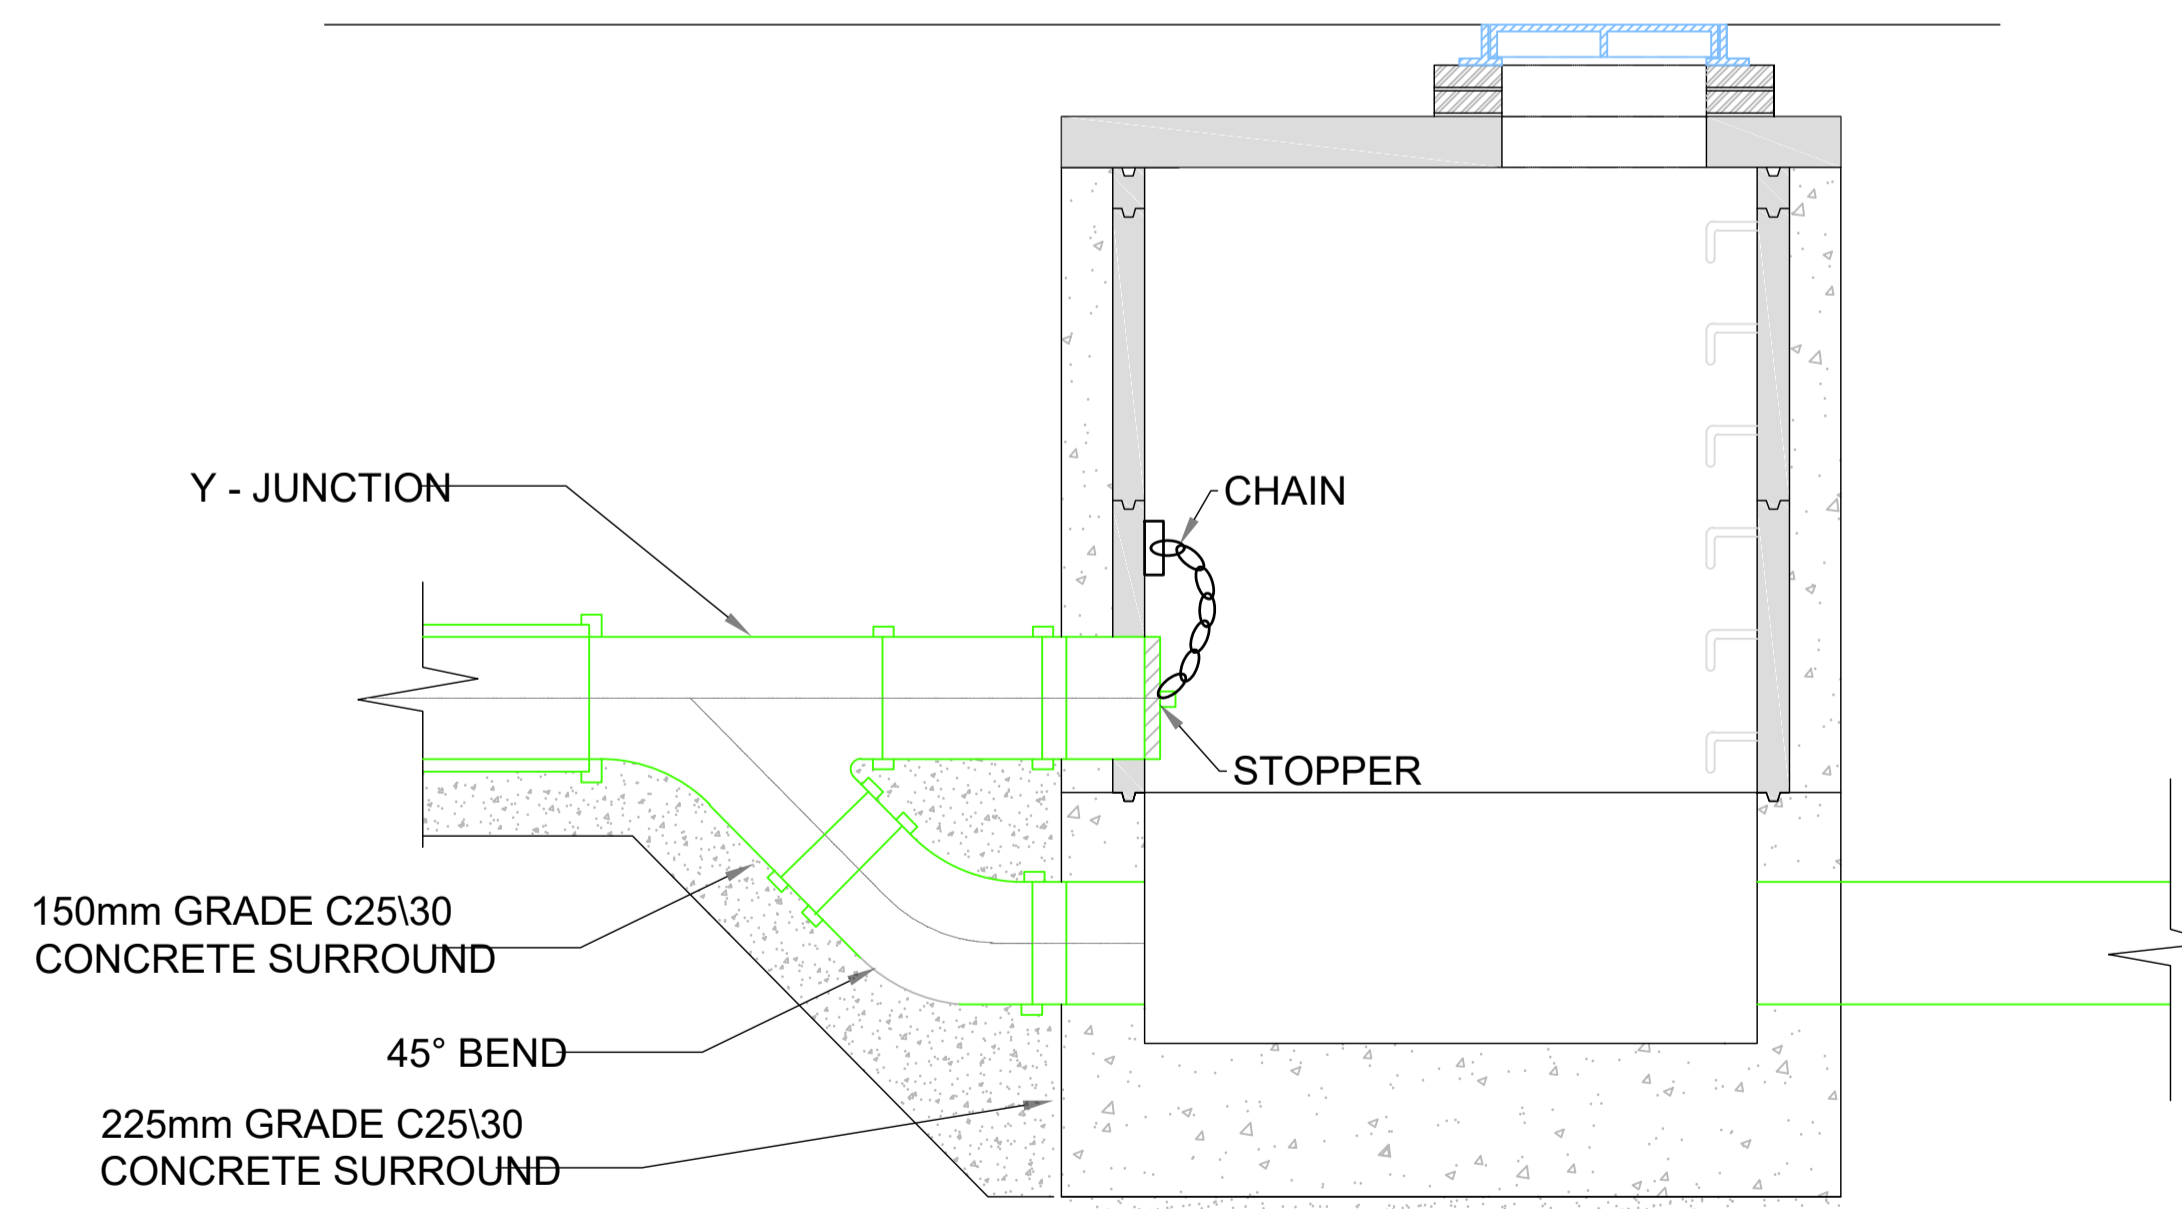 Y - JUNCTION
CHAIN
STOPPER
150mm GRADE C25\30
CONCRETE SURROUND
45° BEND
225mm GRADE C25\30
CONCRETE SURROUND